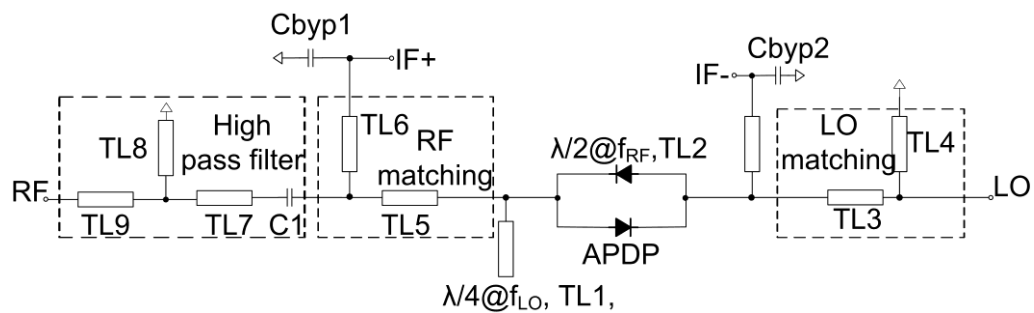 Cbyp1
IF+
Cbyp2
IF-
High
pass filter
TL8
TL6
RF
matching
λ/2@fRF,TL2
LO
matching
TL4
RF
TL9
TL7
C1
TL5
APDP
TL3
LO
λ/4@fLO, TL1,